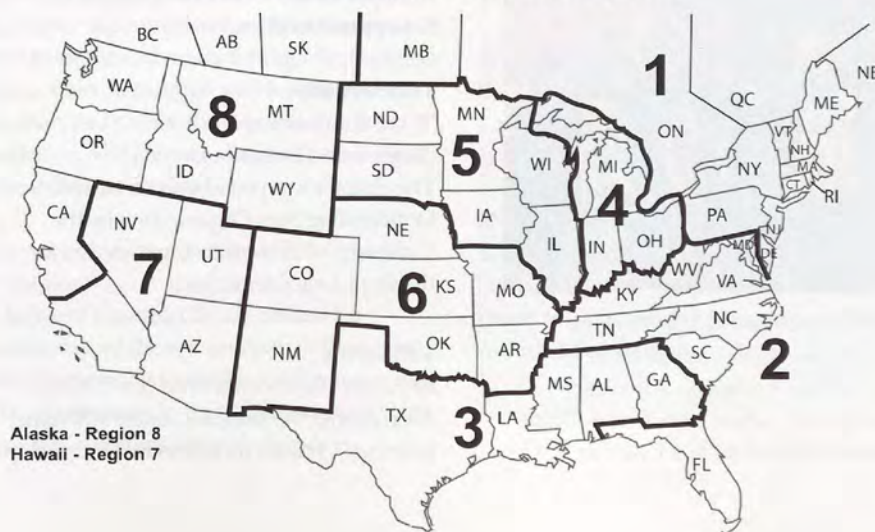 BC
AB
SK
MB
1
QC
NE
WA
MT
ND
MN
ON
ME
8
VT
OR
5
WI
NH
NY
MI
ID
SD
MA
WY
4
CT
RI
IA
PA
CA
NV
NE
NJ
UT
IL
IN
OH
MD
DE
7
CO
WV
6
KS
MO
VA
KY
NC
TN
AZ
OK
AR
SC
2
NM
MS
AL
GA
TX
3
LA
Alaska - Region 8
Hawaii - Region 7
FL